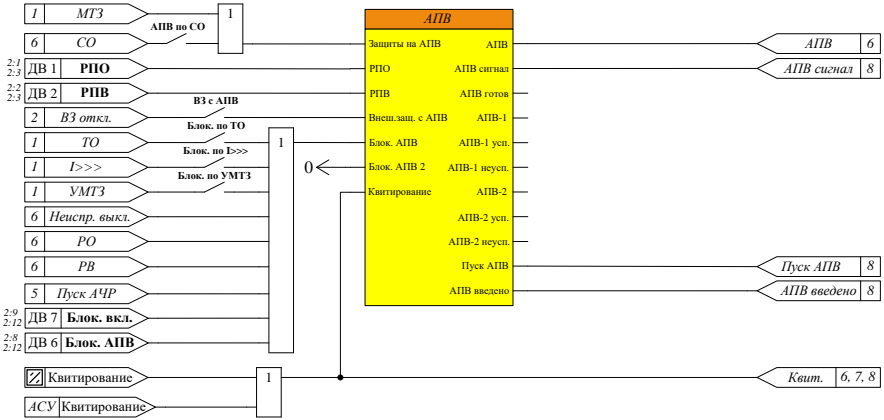 1 МТЗ
АПВ по СО
1
6 СО
2:1
2:3
ДВ 1 РПО
2:2
2:3
ДВ 2 РПВ
ВЗ с АПВ
2 ВЗ откл.
Блок. по ТО
1 ТО
Блок. по I>>>
1 I>>>
Блок. по УМТЗ
1 УМТЗ
6 Неиспр. выкл.
6 РО
6 РВ
5 Пуск АЧР
2:9
2:12
ДВ 7 Блок. вкл.
2:8
2:12
ДВ 6 Блок. АПВ
1
0
Квитирование
АСУ Квитирование
1
АПВ
Защиты на АПВ АПВ
РПО АПВ сигнал
РПВ АПВ готов
Внеш.защ. с АПВ АПВ-1
Блок. АПВ АПВ-1 усп.
Блок. АПВ 2 АПВ-1 неусп.
Квитирование АПВ-2
АПВ-2 усп.
АПВ-2 неусп.
Пуск АПВ
АПВ введено
АПВ 6
АПВ сигнал 8
Пуск АПВ 8
АПВ введено 8
Квит. 6, 7, 8